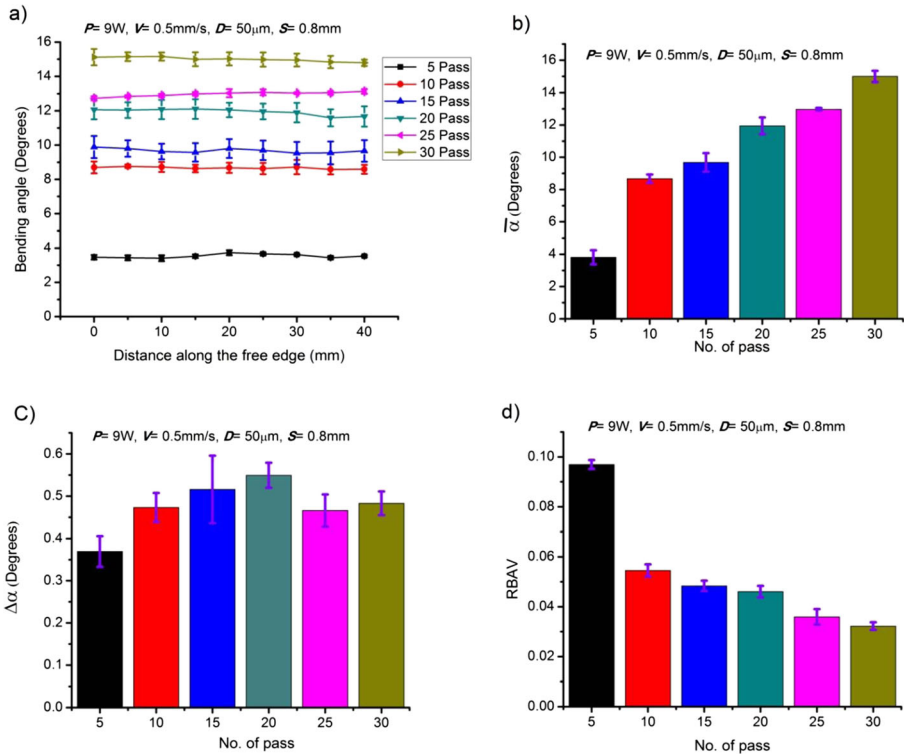 a)
P= 9W, V= 0.5mm/s, D= 50μm, S= 0.8mm
16
14
12
10
8
6
4
2
0
Bending angle (Degrees)
0 10 20 30 40
Distance along the free edge (mm)
5 Pass
10 Pass
15 Pass
20 Pass
25 Pass
30 Pass
b)
P= 9W, V= 0.5mm/s, D= 50μm, S= 0.8mm
16
14
12
10
8
6
4
2
0
α̅ (Degrees)
5 10 15 20 25 30
No. of pass
C)
P= 9W, V= 0.5mm/s, D= 50μm, S= 0.8mm
0.6
0.5
0.4
0.3
0.2
0.1
0.0
Δα (Degrees)
5 10 15 20 25 30
No. of pass
d)
P= 9W, V= 0.5mm/s, D= 50μm, S= 0.8mm
0.10
0.08
0.06
0.04
0.02
0.00
RBAV
5 10 15 20 25 30
No. of pass